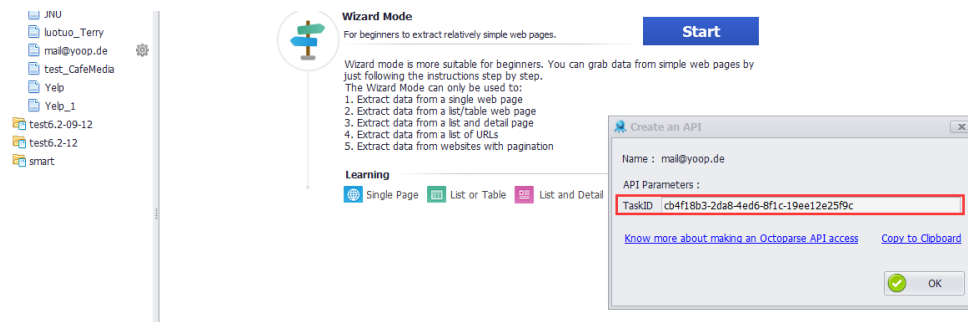 JNU
luotuo_Terry
mail@yoop.de
test_CafeMedia
Yelp
Yelp_1
test6.2-09-12
test6.2-12
smart
Wizard Mode
For beginners to extract relatively simple web pages.
Start
Wizard mode is more suitable for beginners. You can grab data from simple web pages by
just following the instructions step by step.
The Wizard Mode can only be used to:
1. Extract data from a single web page
2. Extract data from a list/table web page
3. Extract data from a list and detail page
4. Extract data from a list of URLs
5. Extract data from websites with pagination
Learning
Single Page
List or Table
List and Detail
Create an API
Name : mail@yoop.de
API Parameters :
TaskID cb4f18b3-2da8-4ed6-8f1c-19ee12e25f9c
Know more about making an Octoparse API access
Copy to Clipboard
OK